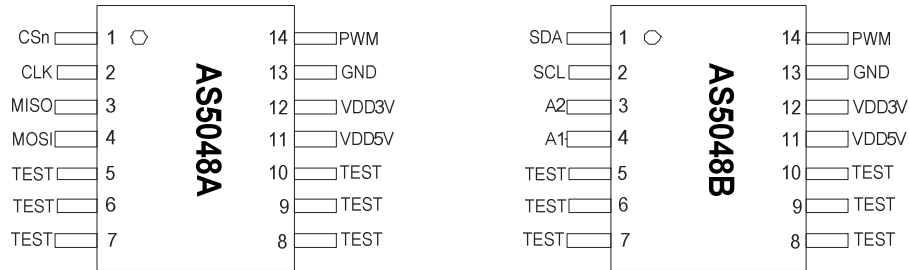 CSn 1 14 PWM
CLK 2 13 GND
MISO 3 12 VDD3V
MOSI 4 11 VDD5V
TEST 5 10 TEST
TEST 6 9 TEST
TEST 7 8 TEST
AS5048A
SDA 1 14 PWM
SCL 2 13 GND
A2 3 12 VDD3V
A1 4 11 VDD5V
TEST 5 10 TEST
TEST 6 9 TEST
TEST 7 8 TEST
AS5048B